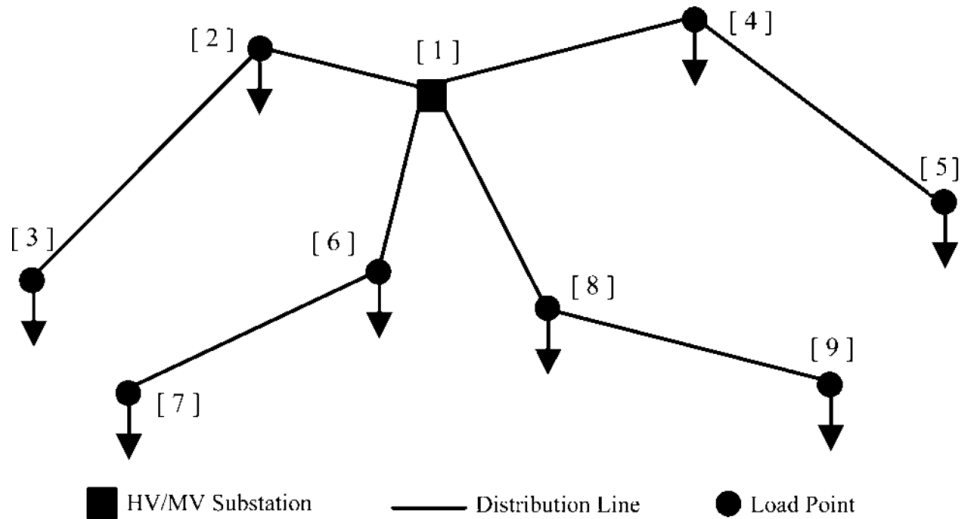 [ 4 ]
[ 2 ]
[ 1 ]
[ 5 ]
[ 3 ]
[ 6 ]
[ 8 ]
[ 9 ]
[ 7 ]
HV/MV Substation
Distribution Line
Load Point